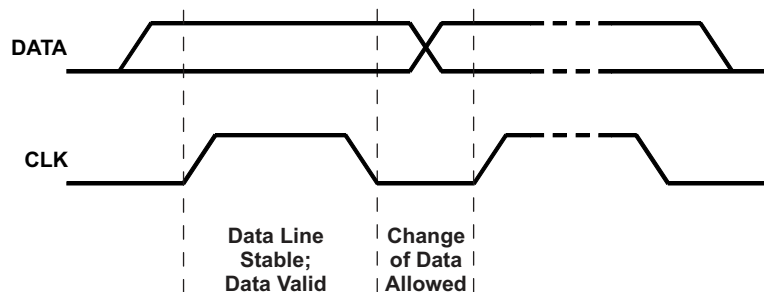 DATA
CLK
Data Line
Stable;
Data Valid
Change
of Data
Allowed